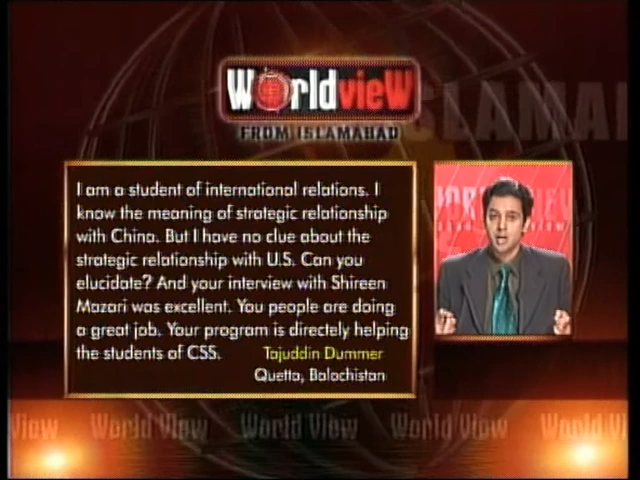 WorldvieW
FROM ISLAMABAD
ISLAMA
I am a student of international relations. I
know the meaning of strategic relationship
with China. But I have no clue about the
strategic relationship with U.S. Can you
elucidate? And your interview with Shireen
Mazari was excellent. You people are doing
a great job. Your program is directely helping
the students of CSS. Tajuddin Dummer
Quetta, Balochistan
View World View World View World View World Vi